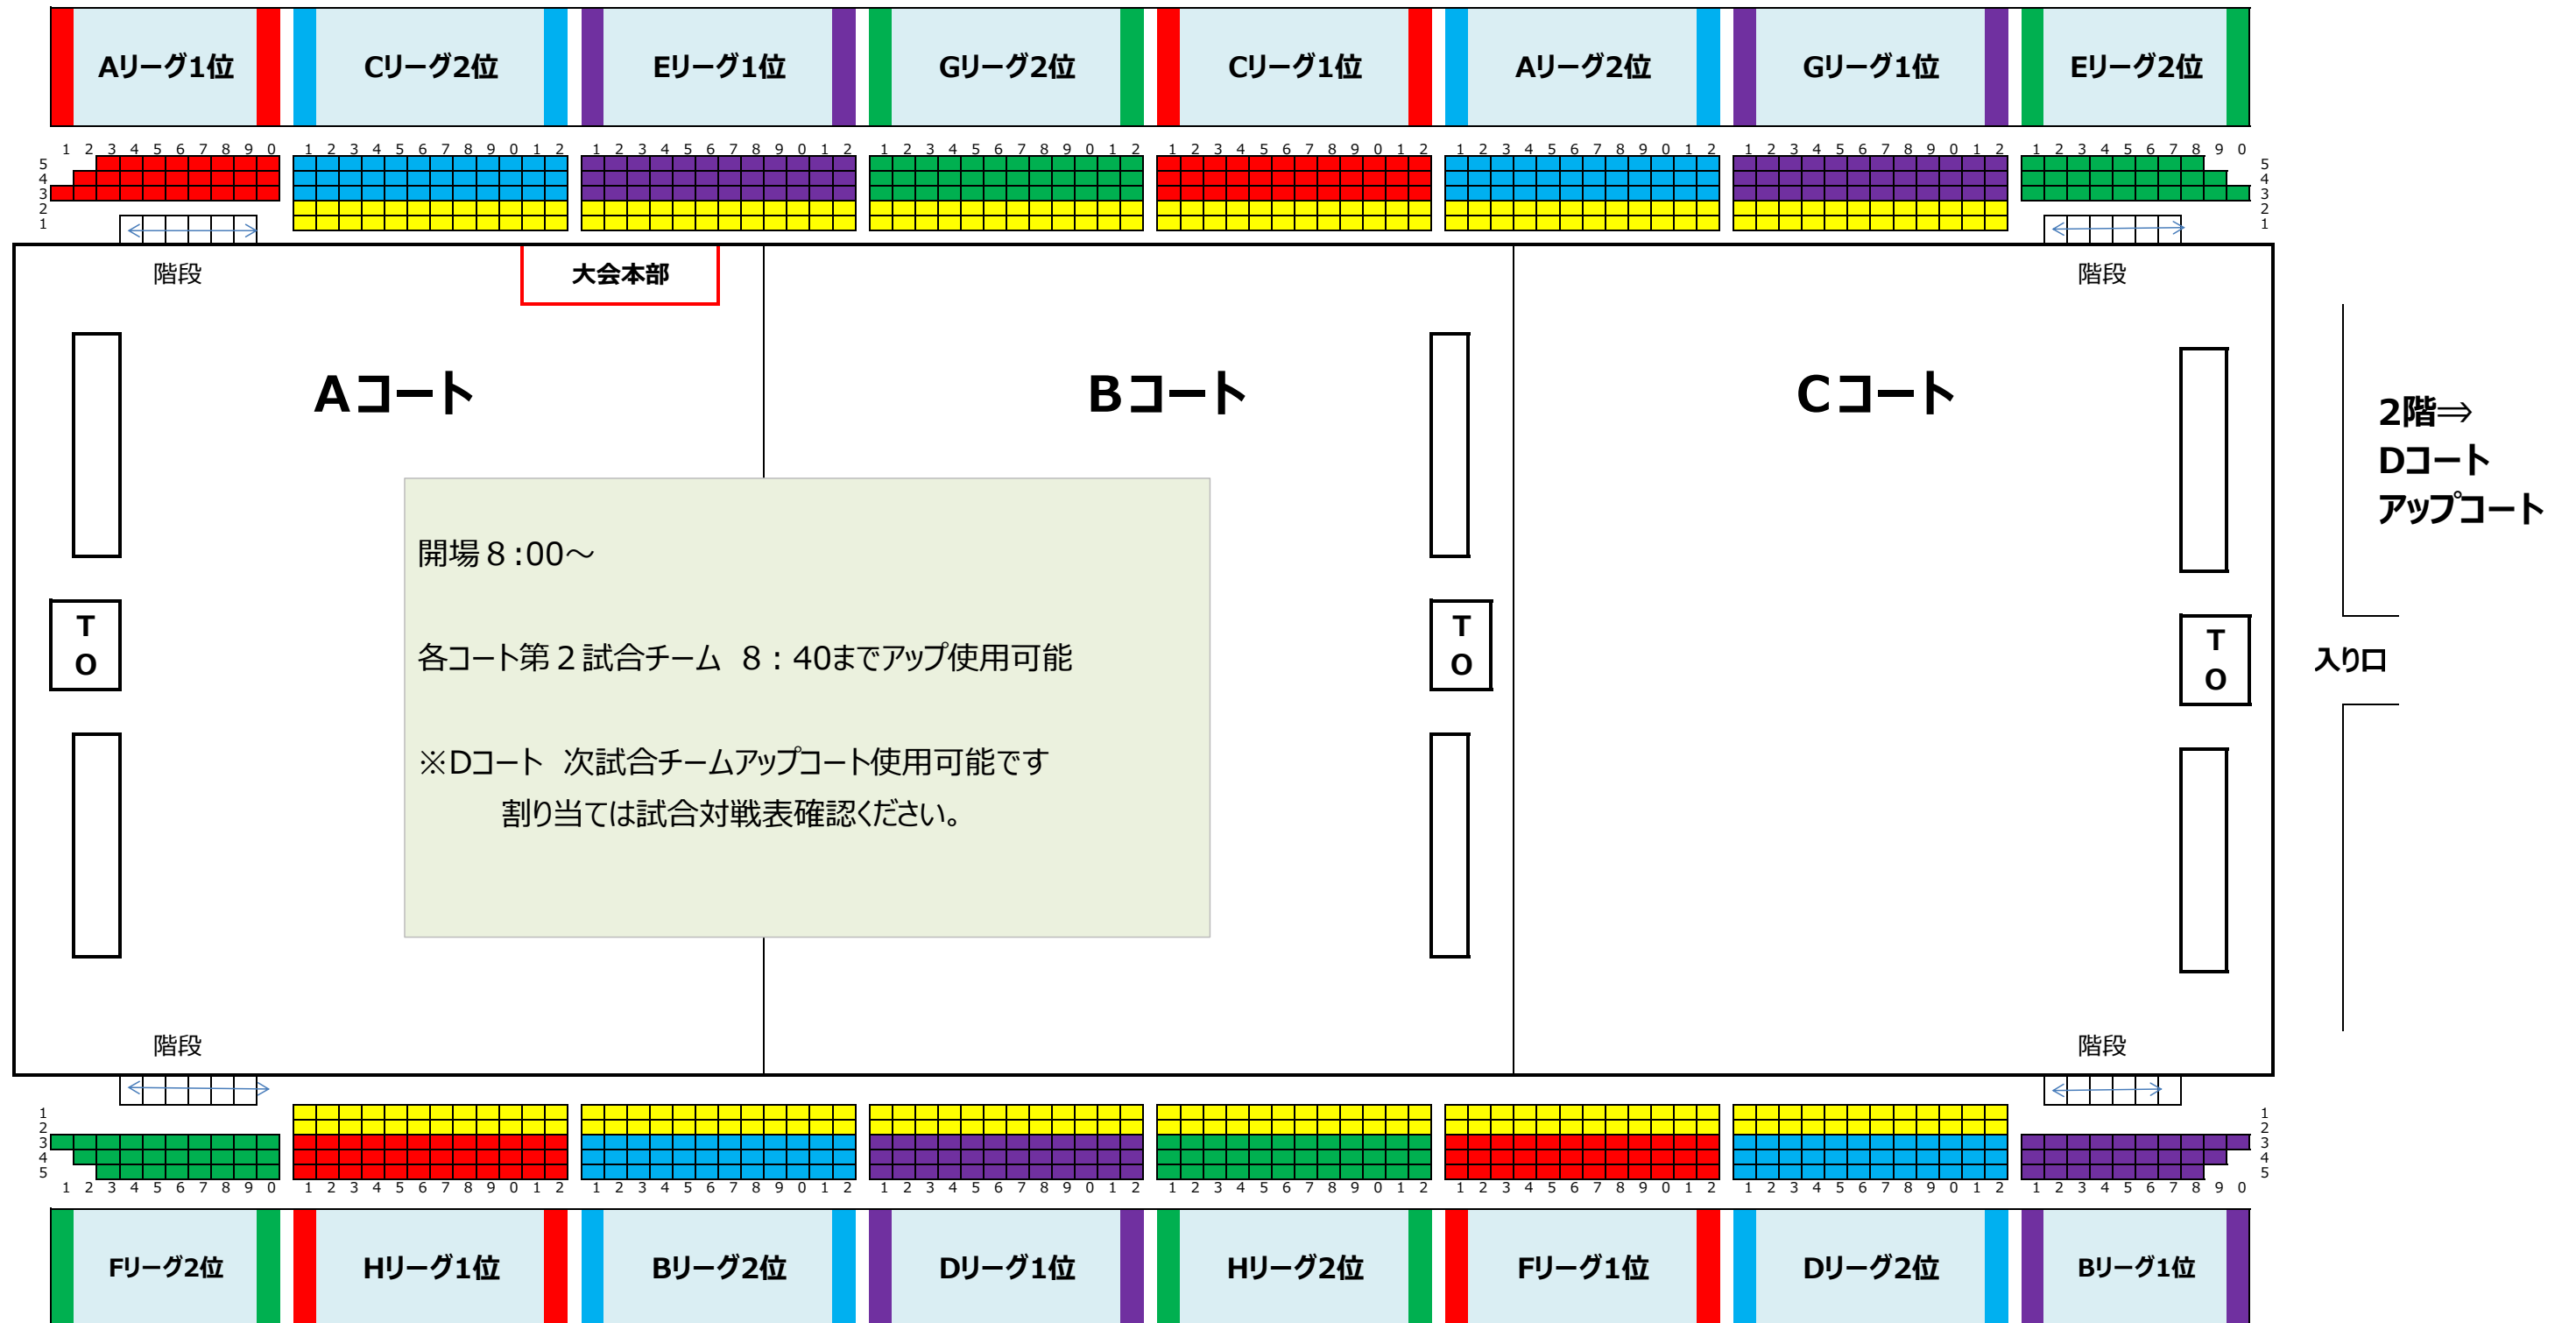 Aリーグ1位 Cリーグ2位 Eリーグ1位 Gリーグ2位 Cリーグ1位 Aリーグ2位 Gリーグ1位 Eリーグ2位
1 2 3 4 5 6 7 8 9 0 1 2 3 4 5 6 7 8 9 0 1 2 1 2 3 4 5 6 7 8 9 0 1 2 1 2 3 4 5 6 7 8 9 0 1 2 1 2 3 4 5 6 7 8 9 0 1 2 1 2 3 4 5 6 7 8 9 0 1 2 1 2 3 4 5 6 7 8 9 0 1 2 1 2 3 4 5 6 7 8 9 0
5 5
4 4
3 3
2 2
1 1
階段 大会本部 階段
Aコート Bコート Cコート
2階⇒
Dコート
アップコート
開場８:00～
各コート第２試合チーム 8：40までアップ使用可能
※Dコート 次試合チームアップコート使用可能です
割り当ては試合対戦表確認ください。
T T T
O O O
入り口
階段 階段
1 1
2 2
3 3
4 4
5 5
1 2 3 4 5 6 7 8 9 0 1 2 3 4 5 6 7 8 9 0 1 2 1 2 3 4 5 6 7 8 9 0 1 2 1 2 3 4 5 6 7 8 9 0 1 2 1 2 3 4 5 6 7 8 9 0 1 2 1 2 3 4 5 6 7 8 9 0 1 2 1 2 3 4 5 6 7 8 9 0 1 2 1 2 3 4 5 6 7 8 9 0
Fリーグ2位 Hリーグ1位 Bリーグ2位 Dリーグ1位 Hリーグ2位 Fリーグ1位 Dリーグ2位 Bリーグ1位